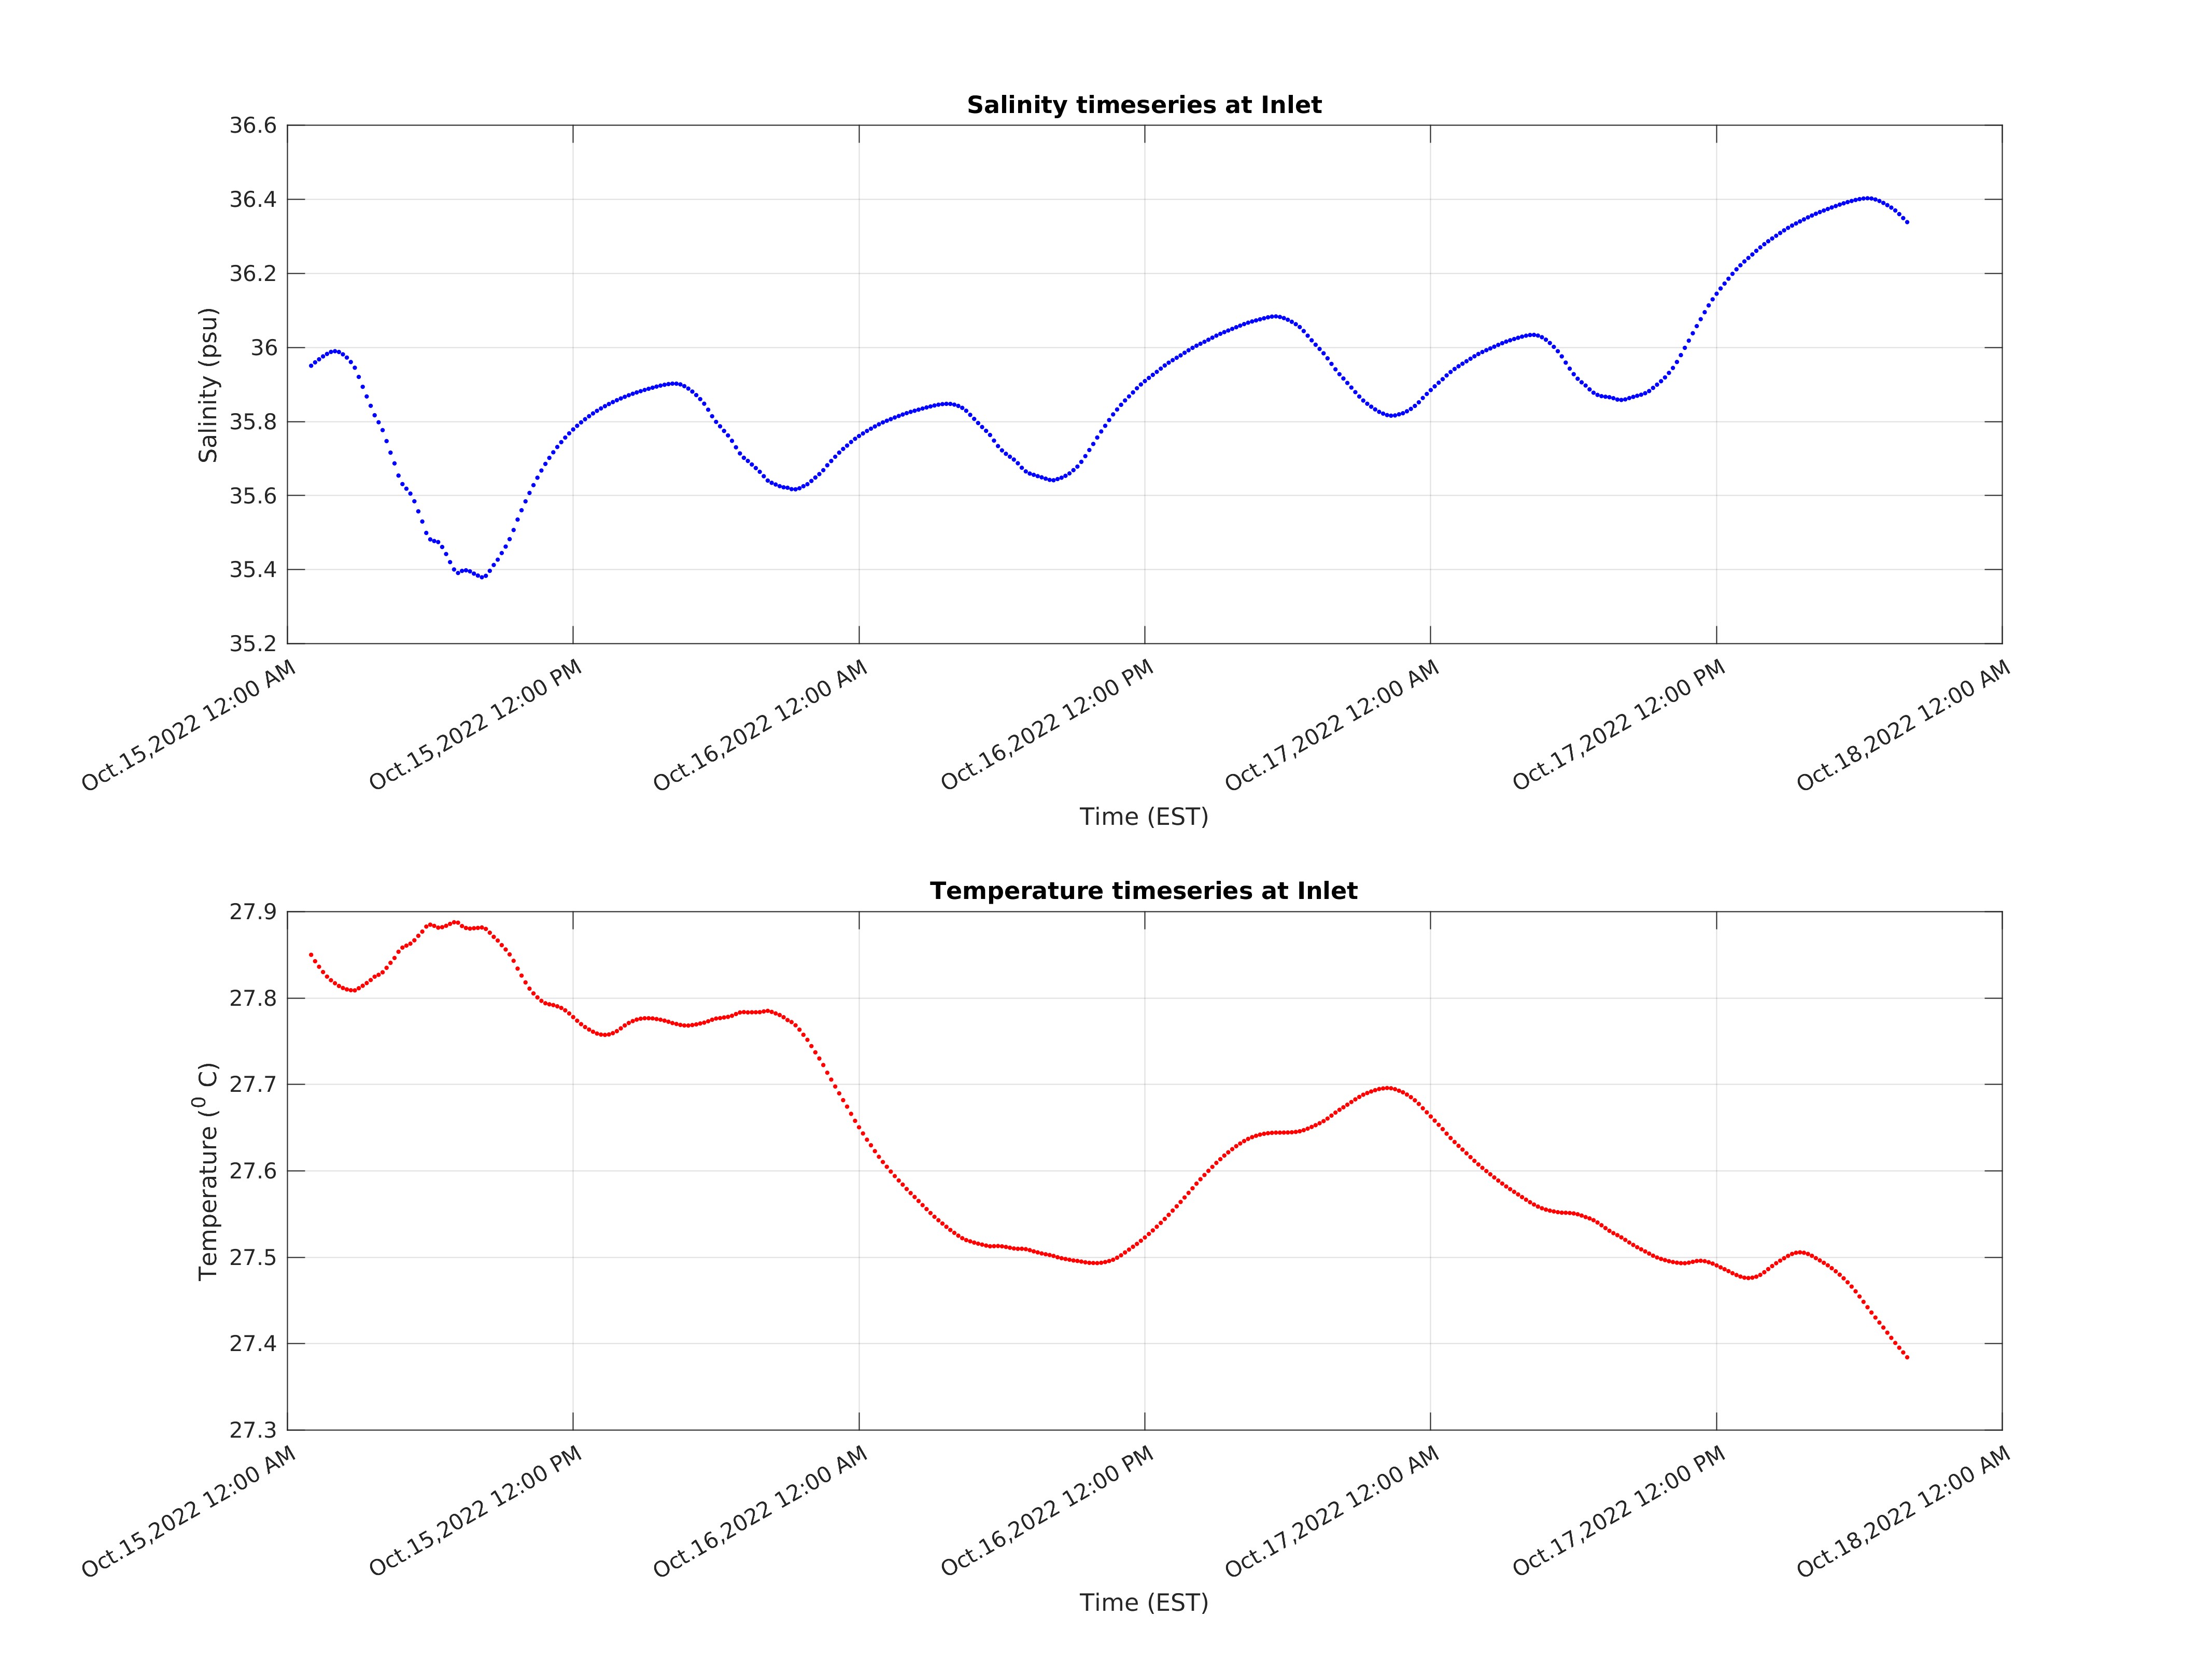 Salinity timeseries at Inlet
36.6
36.4
36.2
36
35.8
35.6
35.4
35.2
Salinity (psu)
Oct.15,2022 12:00 AM
Oct.15,2022 12:00 PM
Oct.16,2022 12:00 AM
Oct.16,2022 12:00 PM
Oct.17,2022 12:00 AM
Oct.17,2022 12:00 PM
Oct.18,2022 12:00 AM
Time (EST)
Temperature timeseries at Inlet
27.9
27.8
27.7
27.6
27.5
27.4
27.3
Temperature (⁰ C)
Oct.15,2022 12:00 AM
Oct.15,2022 12:00 PM
Oct.16,2022 12:00 AM
Oct.16,2022 12:00 PM
Oct.17,2022 12:00 AM
Oct.17,2022 12:00 PM
Oct.18,2022 12:00 AM
Time (EST)